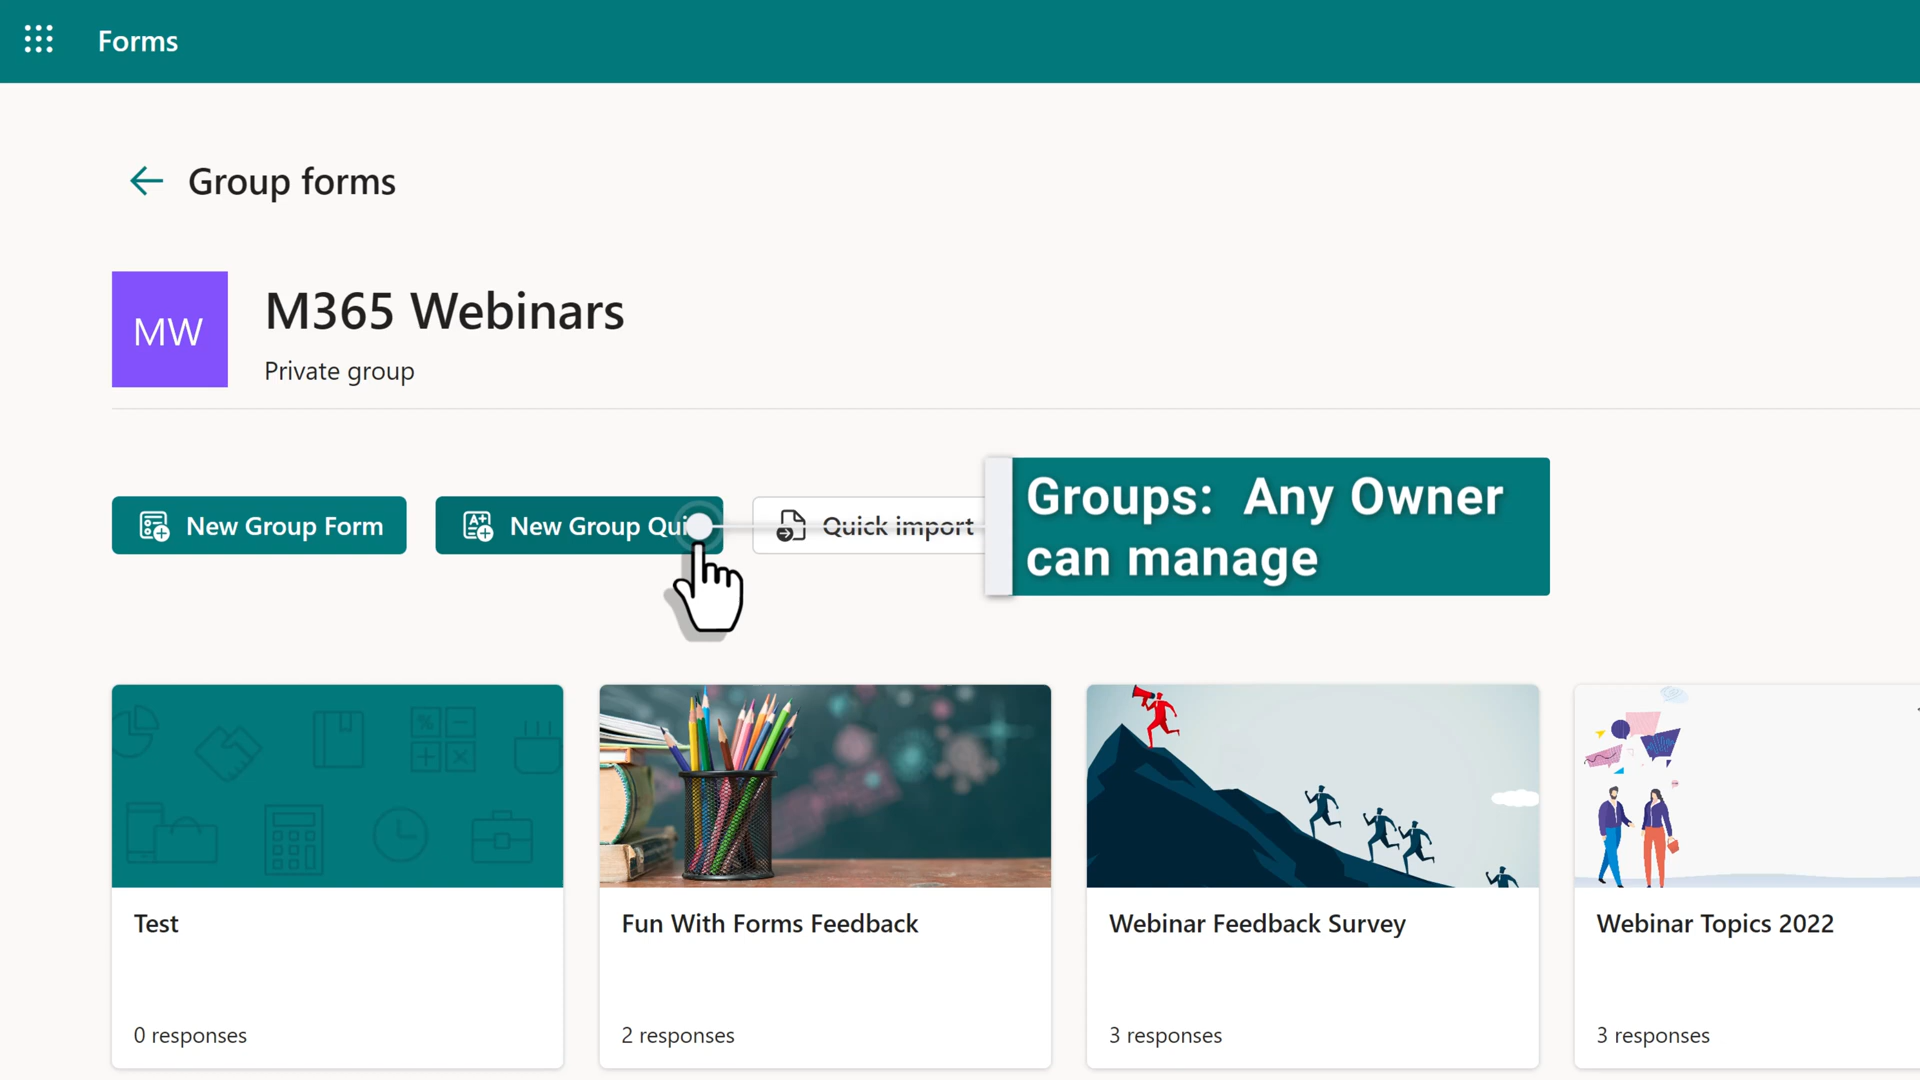 Forms
Group forms
MW
M365 Webinars
Private group
New Group Form
New Group Qui
Quick import
Groups: Any Owner
can manage
Test
Fun With Forms Feedback
Webinar Feedback Survey
Webinar Topics 2022
0 responses
2 responses
3 responses
3 responses